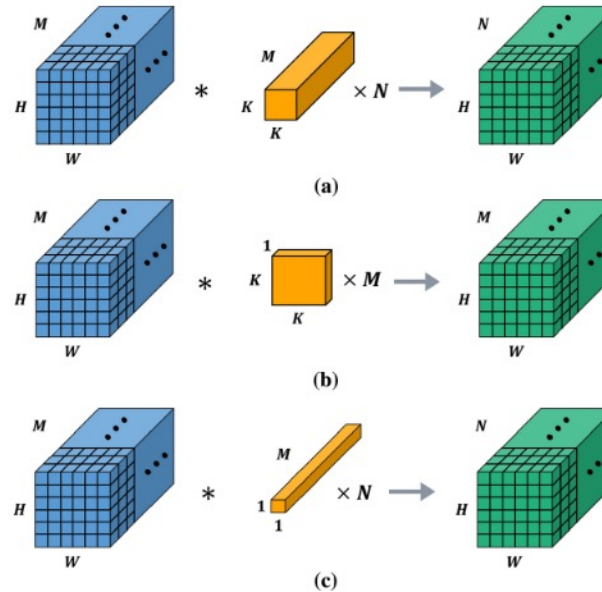 M M N
H * K × N H
W K W
(a)
M 1 M
H * K × M H
W K W
(b)
M M N
H * 1 × N H
W 1 W
(c)